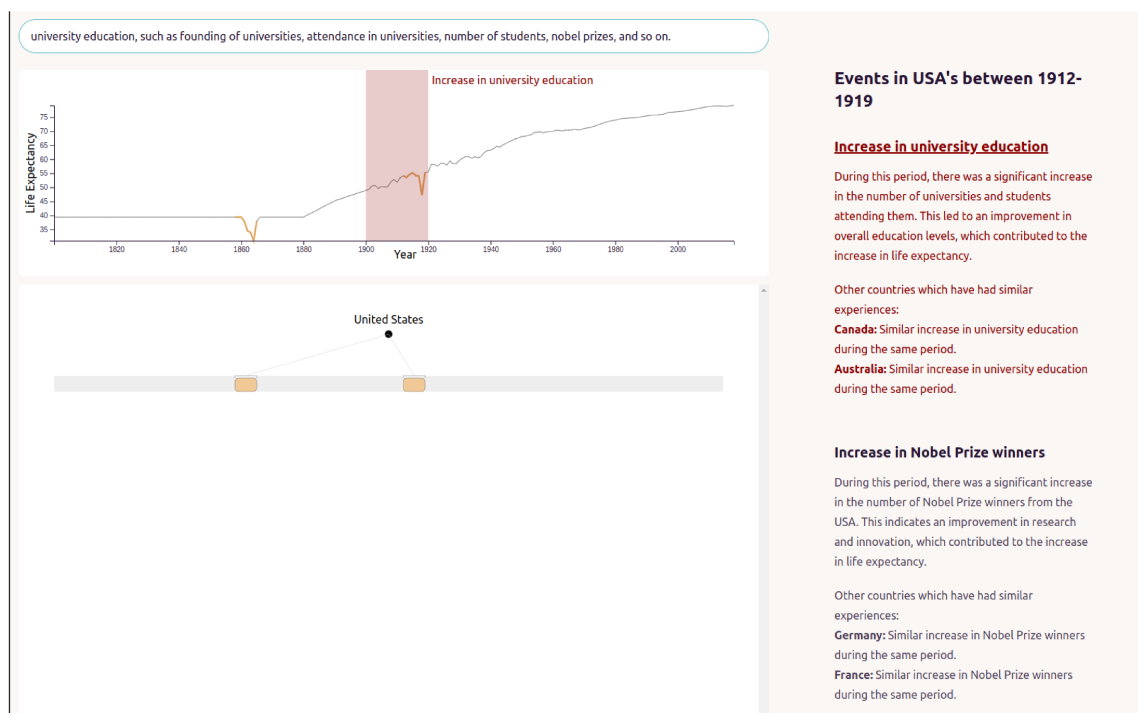 university education, such as founding of universities, attendance in universities, number of students, nobel prizes, and so on.
Increase in university education
Life Expectancy
75
70
65
60
55
50
45
40
35
1820
1840
1860
1880
1900
1920
1940
1960
1980
2000
Year
United States
Events in USA's between 1912-
1919
Increase in university education
During this period, there was a significant increase
in the number of universities and students
attending them. This led to an improvement in
overall education levels, which contributed to the
increase in life expectancy.
Other countries which have had similar
experiences:
Canada: Similar increase in university education
during the same period.
Australia: Similar increase in university education
during the same period.
Increase in Nobel Prize winners
During this period, there was a significant increase
in the number of Nobel Prize winners from the
USA. This indicates an improvement in research
and innovation, which contributed to the increase
in life expectancy.
Other countries which have had similar
experiences:
Germany: Similar increase in Nobel Prize winners
during the same period.
France: Similar increase in Nobel Prize winners
during the same period.